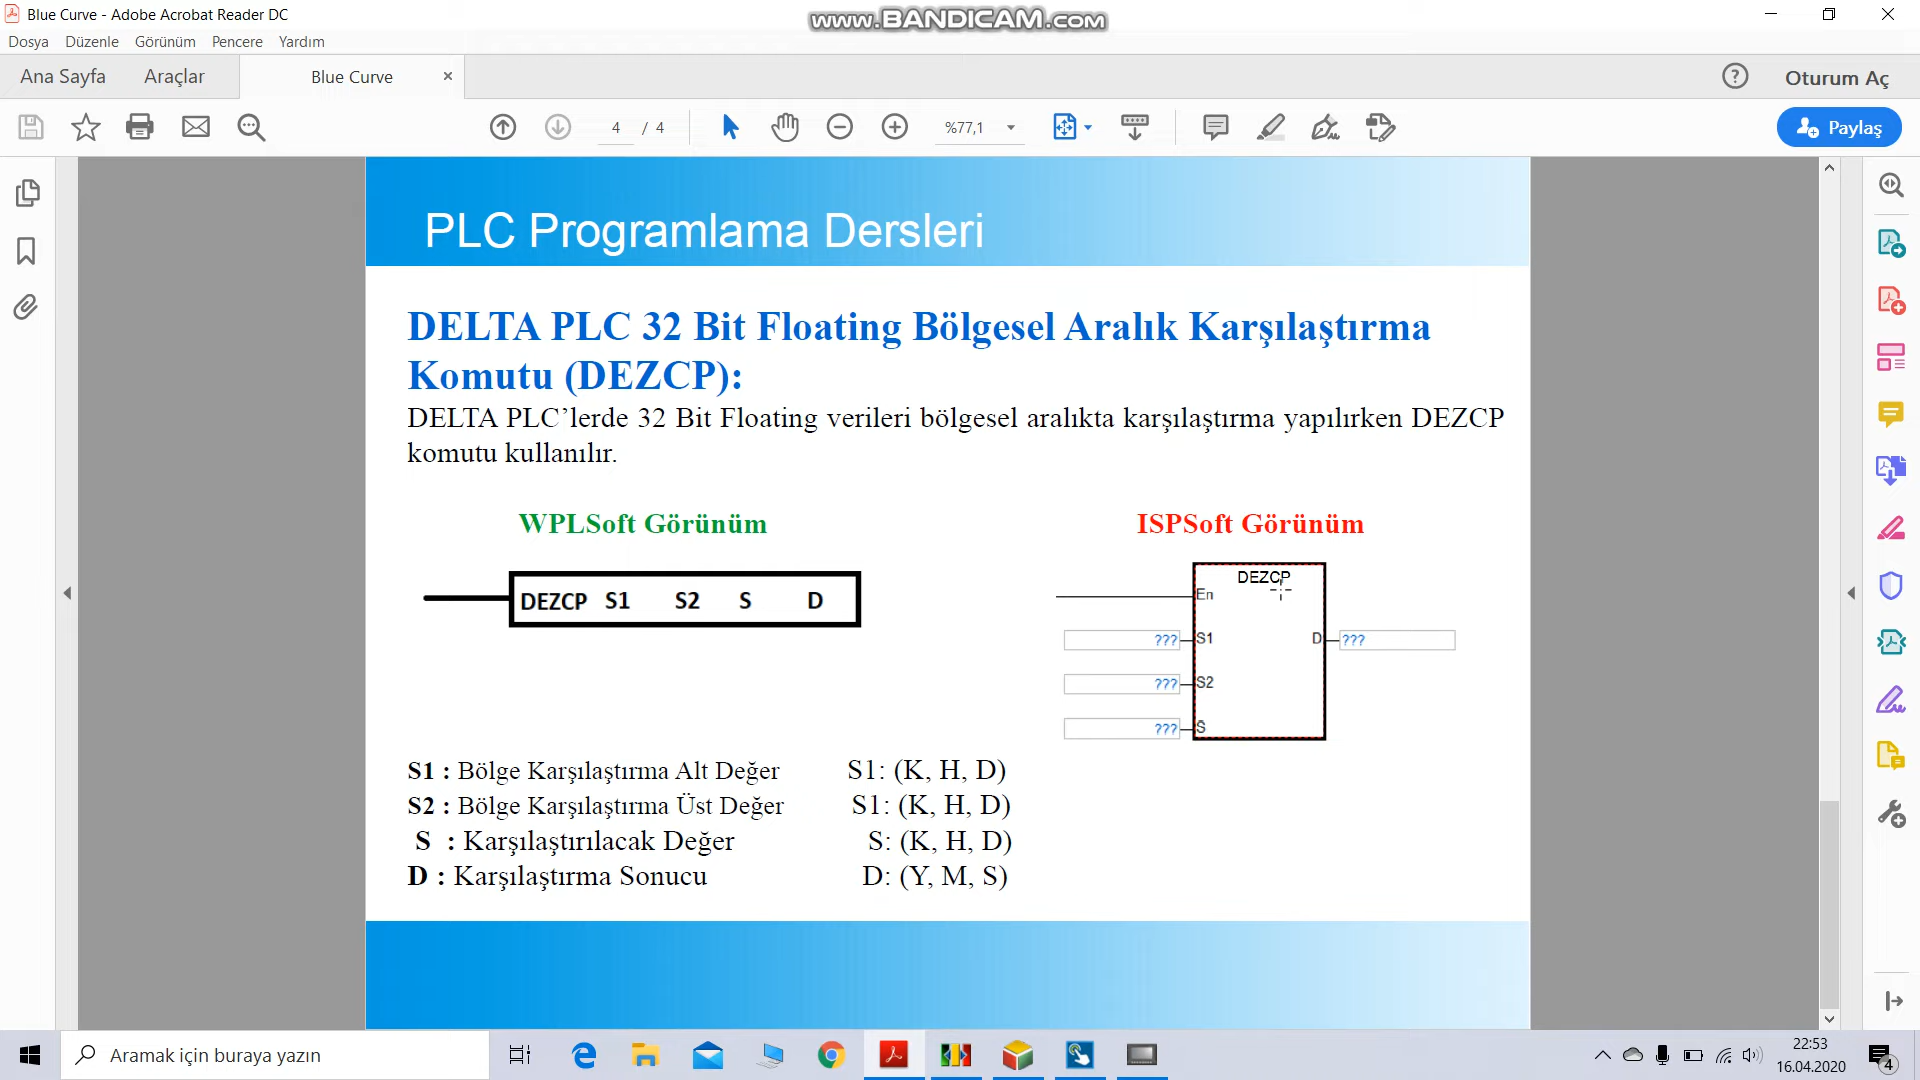 Blue Curve - Adobe Acrobat Reader DC
www.BANDICAM.com
Dosya Düzenle Görünüm Pencere Yardım
Ana Sayfa Araçlar Blue Curve × Oturum Aç
4 / 4 %77,1 Paylaş
PLC Programlama Dersleri
DELTA PLC 32 Bit Floating Bölgesel Aralık Karşılaştırma
Komutu (DEZCP):
DELTA PLC’lerde 32 Bit Floating verileri bölgesel aralıkta karşılaştırma yapılırken DEZCP
komutu kullanılır.
WPLSoft Görünüm ISPSoft Görünüm
DEZCP S1 S2 S D
DEZCP
En
??? S1 D ???
??? S2
??? S
S1 : Bölge Karşılaştırma Alt Değer S1: (K, H, D)
S2 : Bölge Karşılaştırma Üst Değer S1: (K, H, D)
S : Karşılaştırılacak Değer S: (K, H, D)
D : Karşılaştırma Sonucu D: (Y, M, S)
Aramak için buraya yazın
22:53
16.04.2020
4